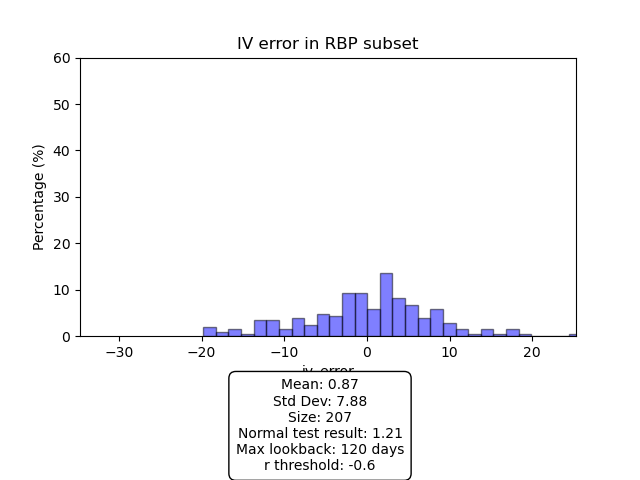 IV error in RBP subset
60
50
40
30
20
10
0
Percentage (%)
−30
−20
−10
0
10
20
iv_error
Mean: 0.87
Std Dev: 7.88
Size: 207
Normal test result: 1.21
Max lookback: 120 days
r threshold: -0.6